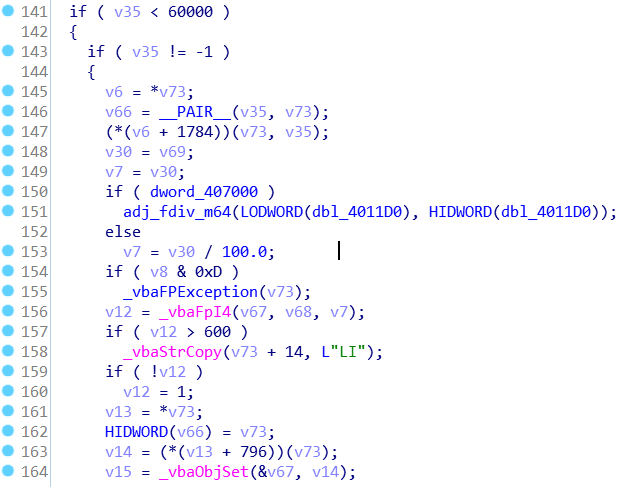 141 if ( v35 < 60000 )
142 {
143 if ( v35 != -1 )
144 {
145 v6 = *v73;
146 v66 = __PAIR__(v35, v73);
147 (*(v6 + 1784))(v73, v35);
148 v30 = v69;
149 v7 = v30;
150 if ( dword_407000 )
151 adj_fdiv_m64(LODWORD(dbl_4011D0), HIDWORD(dbl_4011D0));
152 else
153 v7 = v30 / 100.0;
154 if ( v8 & 0xD )
155 _vbaFPException(v73);
156 v12 = _vbaFpI4(v67, v68, v7);
157 if ( v12 > 600 )
158 _vbaStrCopy(v73 + 14, L"LI");
159 if ( !v12 )
160 v12 = 1;
161 v13 = *v73;
162 HIDWORD(v66) = v73;
163 v14 = (*(v13 + 796))(v73);
164 v15 = _vbaObjSet(&v67, v14);